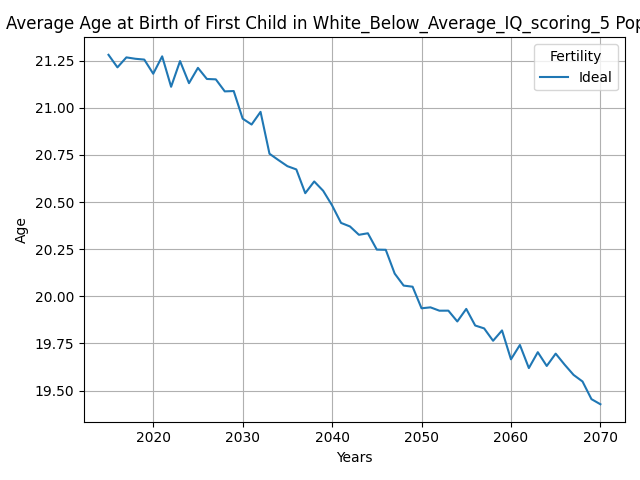 Average Age at Birth of First Child in White_Below_Average_IQ_scoring_5 Pop
Fertility
Ideal
Age
21.25
21.00
20.75
20.50
20.25
20.00
19.75
19.50
2020 2030 2040 2050 2060 2070
Years